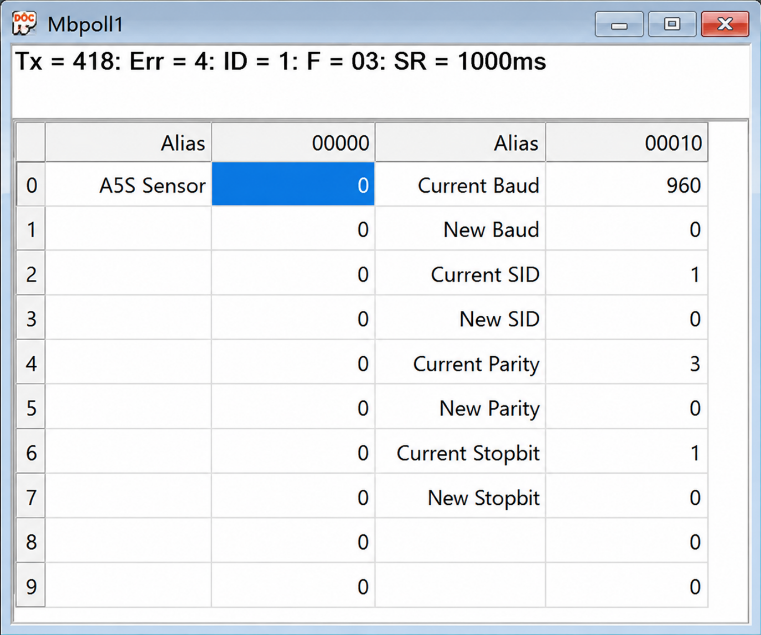 Mbpoll1
Tx = 418: Err = 4: ID = 1: F = 03: SR = 1000ms
Alias 00000 Alias 00010
0 A5S Sensor 0 Current Baud 960
1 0 New Baud 0
2 0 Current SID 1
3 0 New SID 0
4 0 Current Parity 3
5 0 New Parity 0
6 0 Current Stopbit 1
7 0 New Stopbit 0
8 0 0
9 0 0